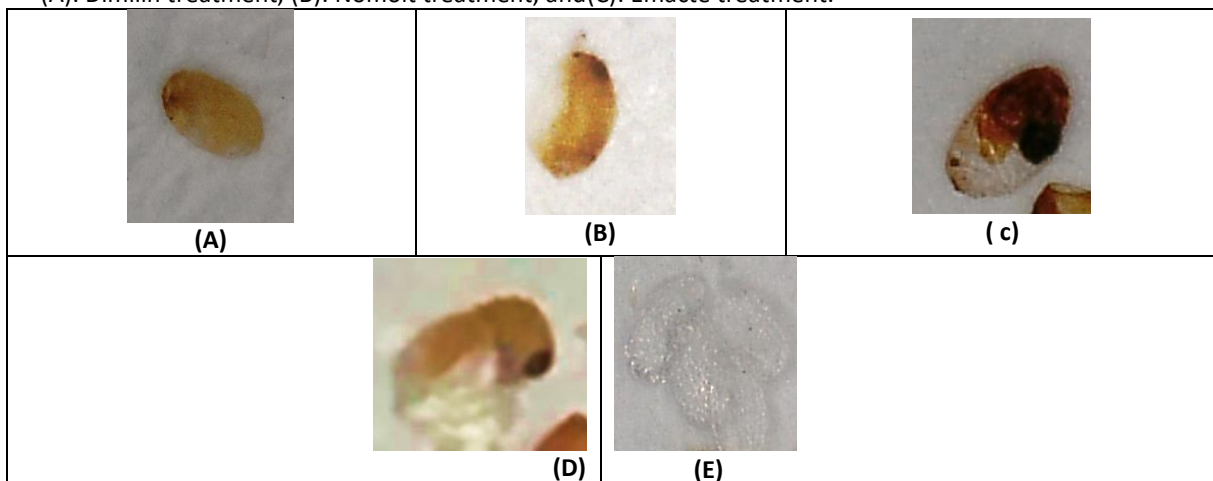 (A): Dimilin treatment, (B): Nomolt treatment, and(C): Emacte treatment.
(A)
(B)
( c)
(D)
(E)